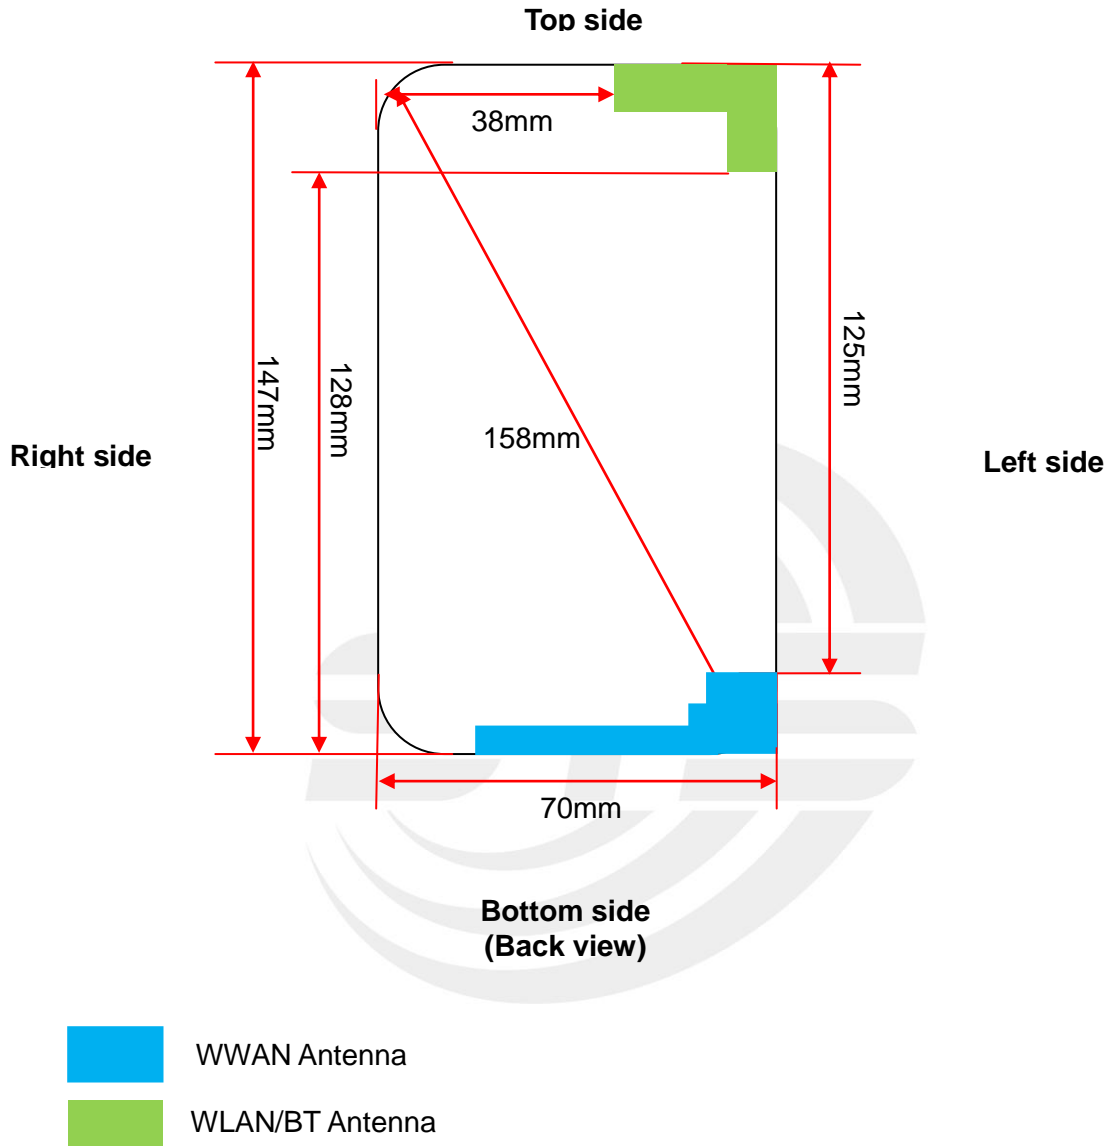 Top side
38mm
147mm
128mm
125mm
158mm
Right side
Left side
70mm
Bottom side
(Back view)
WWAN Antenna
WLAN/BT Antenna